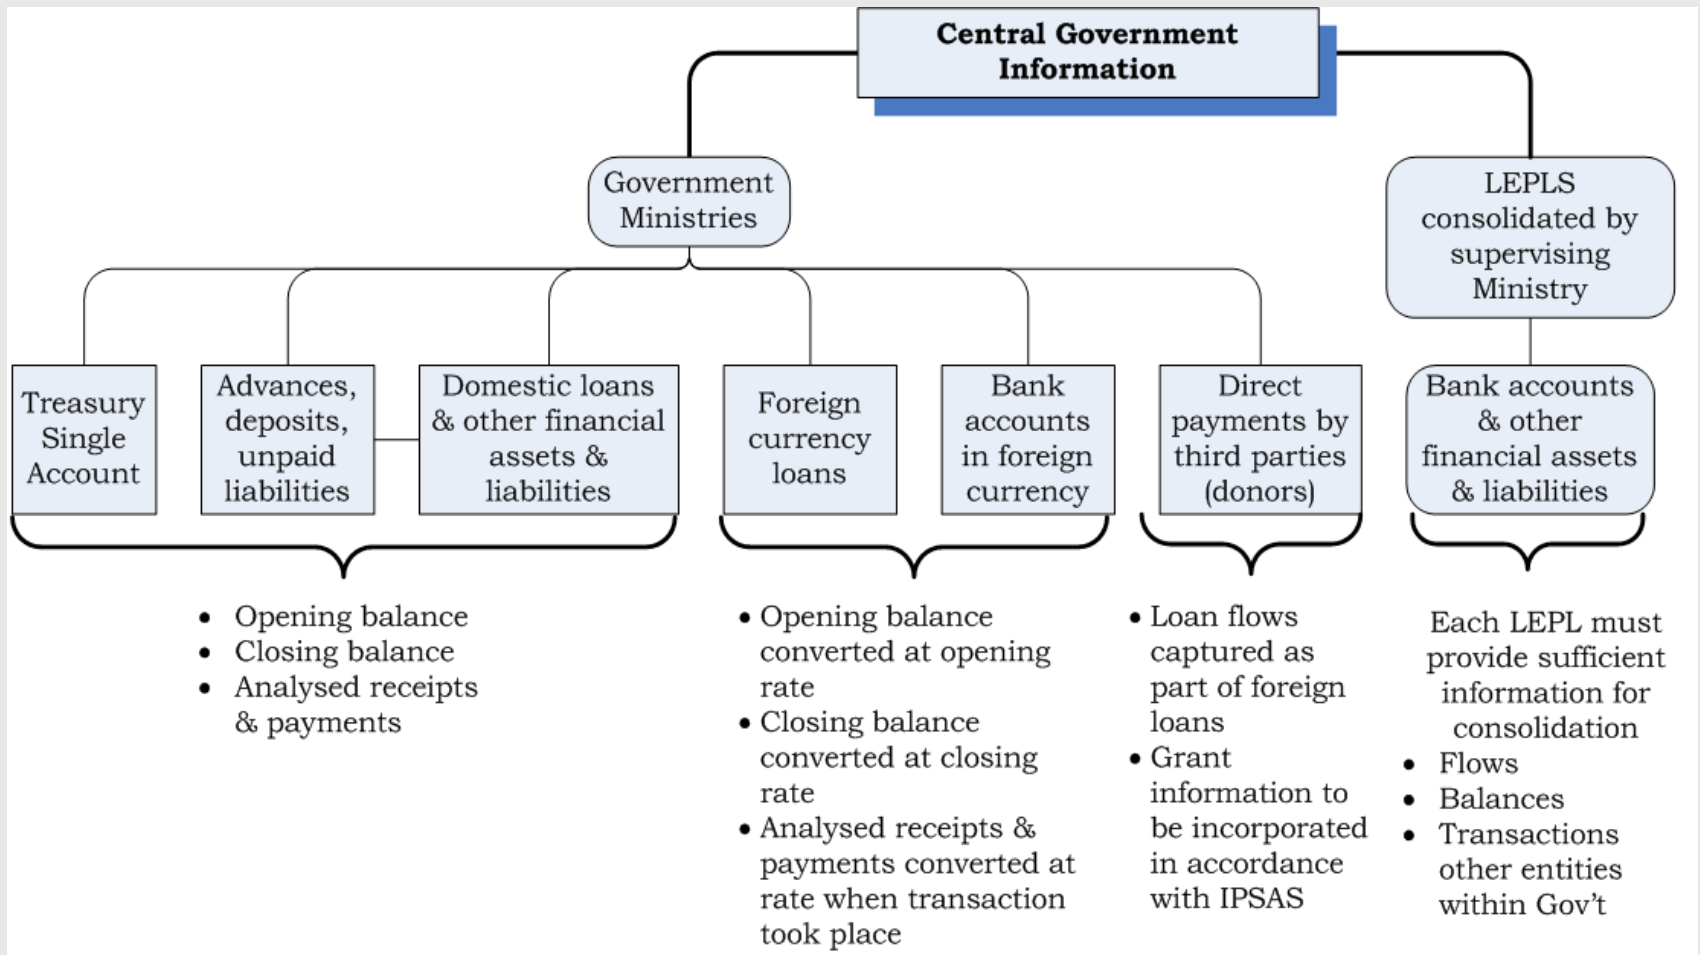 Central Government
Information
Government
Ministries
LEPLS
consolidated by
supervising
Ministry
Treasury
Single
Account
Advances,
deposits,
unpaid
liabilities
Domestic loans
& other financial
assets &
liabilities
Foreign
currency
loans
Bank
accounts
in foreign
currency
Direct
payments by
third parties
(donors)
Bank accounts
& other
financial assets
& liabilities
• Opening balance
• Closing balance
• Analysed receipts
& payments
• Opening balance
converted at opening
rate
• Closing balance
converted at closing
rate
• Analysed receipts &
payments converted at
rate when transaction
took place
• Loan flows
captured as
part of foreign
loans
• Grant
information to
be incorporated
in accordance
with IPSAS
Each LEPL must
provide sufficient
information for
consolidation
• Flows
• Balances
• Transactions
other entities
within Gov’t